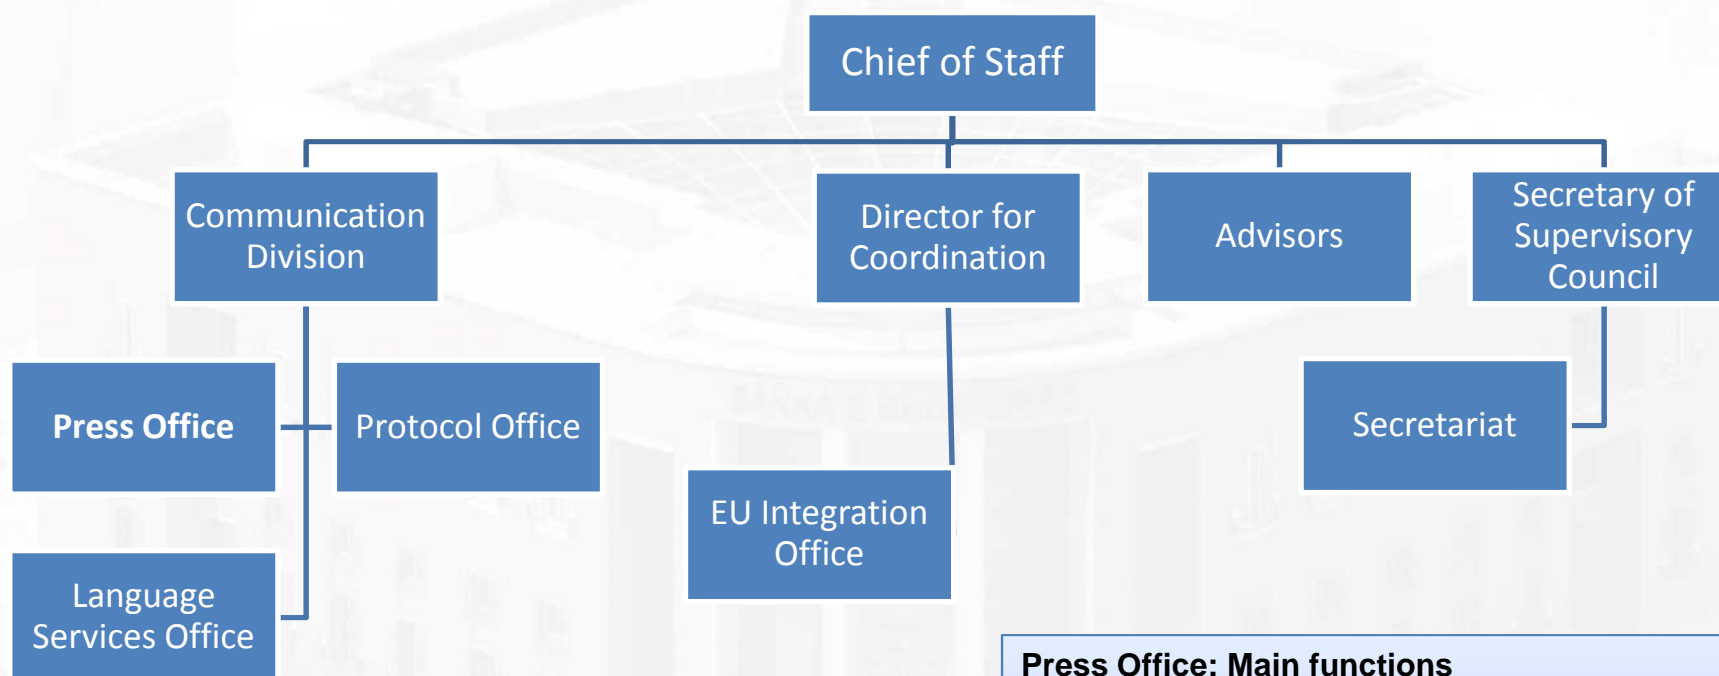 Chief of Staff
Communication
Division
Director for
Coordination
Advisors
Secretary of
Supervisory
Council
Press Office
Protocol Office
Secretariat
EU Integration
Office
Language
Services Office
Press Office: Main functions